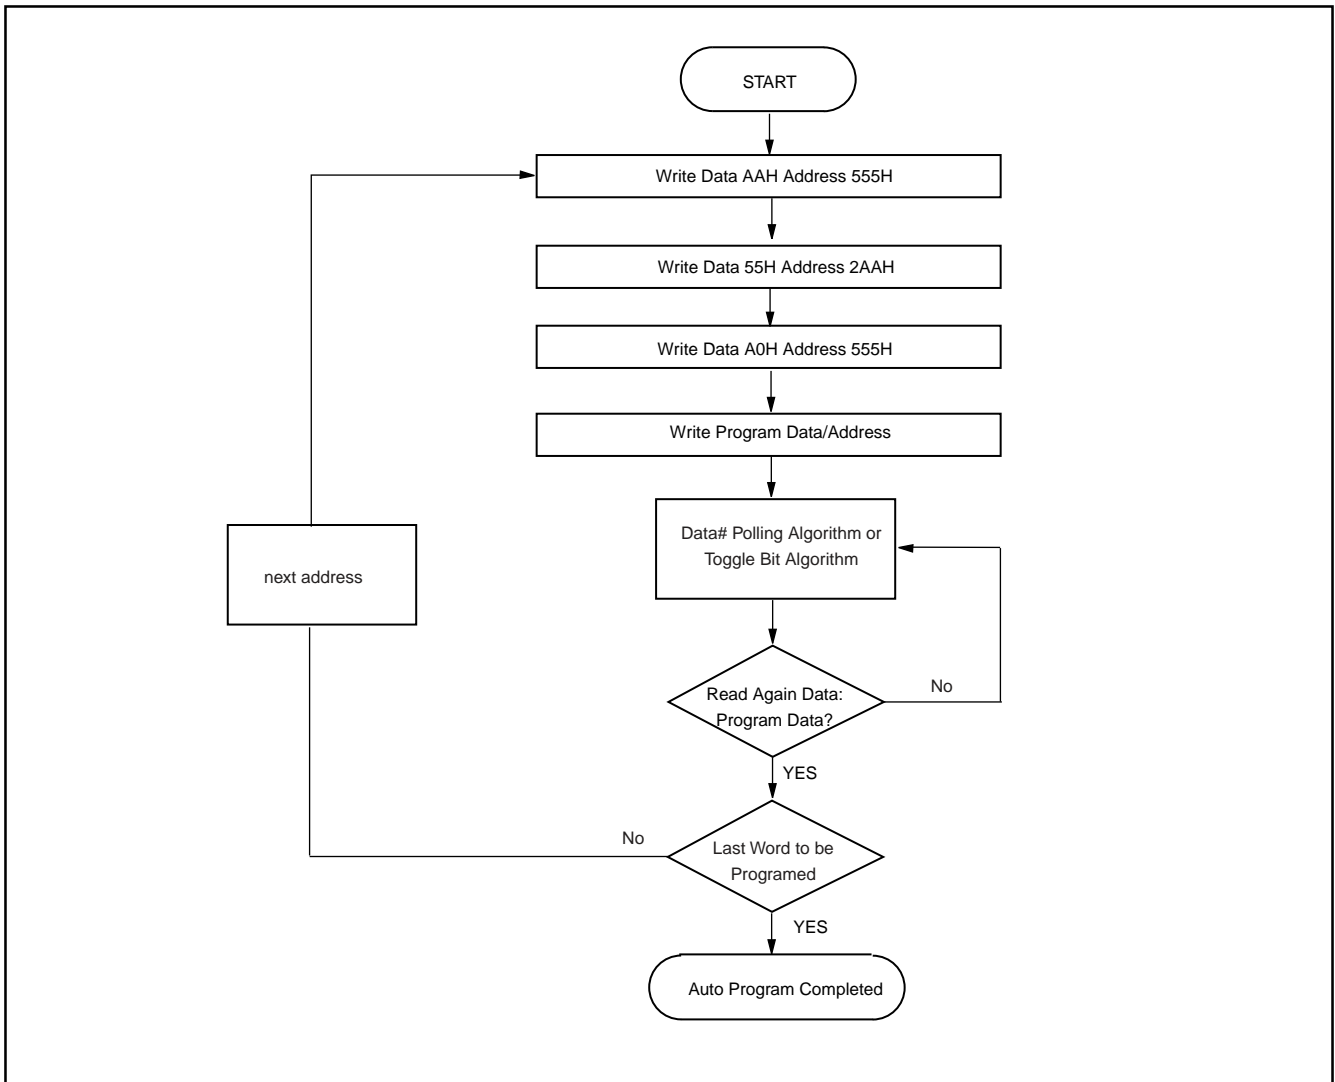 START
Write Data AAH Address 555H
Write Data 55H Address 2AAH
Write Data A0H Address 555H
Write Program Data/Address
Data# Polling Algorithm or
Toggle Bit Algorithm
next address
Read Again Data:
Program Data?
No
YES
No
Last Word to be
Programed
YES
Auto Program Completed